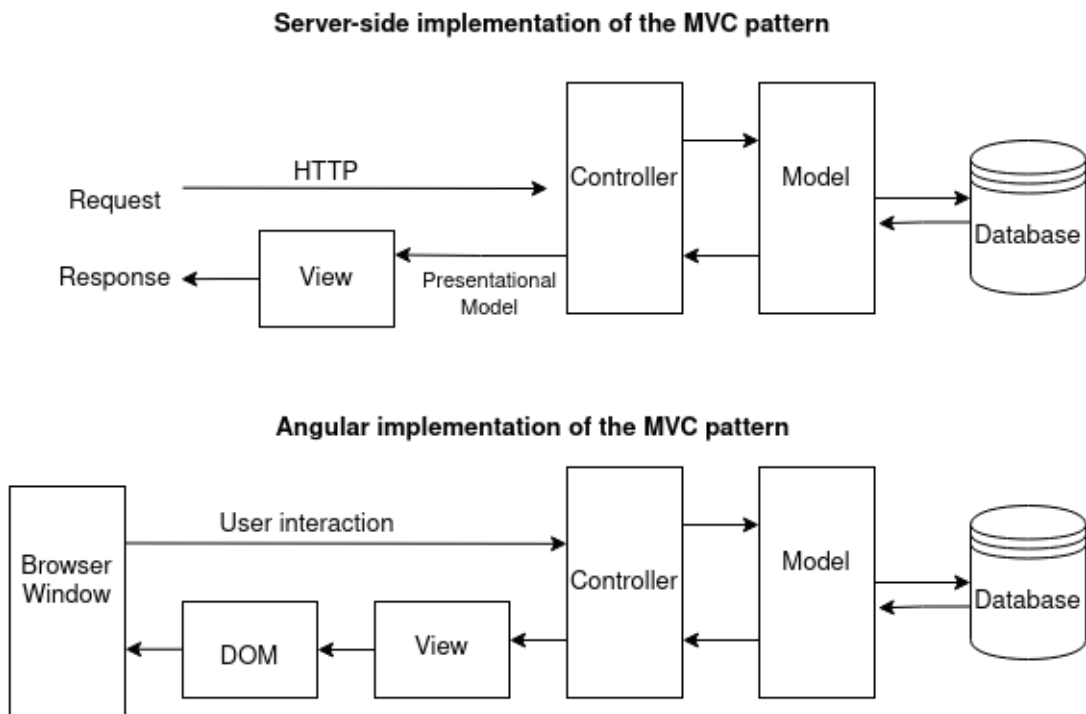 Server-side implementation of the MVC pattern
HTTP
Request
Controller
Model
Database
Response
View
Presentational
Model
Angular implementation of the MVC pattern
User interaction
Browser
Window
Controller
Model
Database
DOM
View